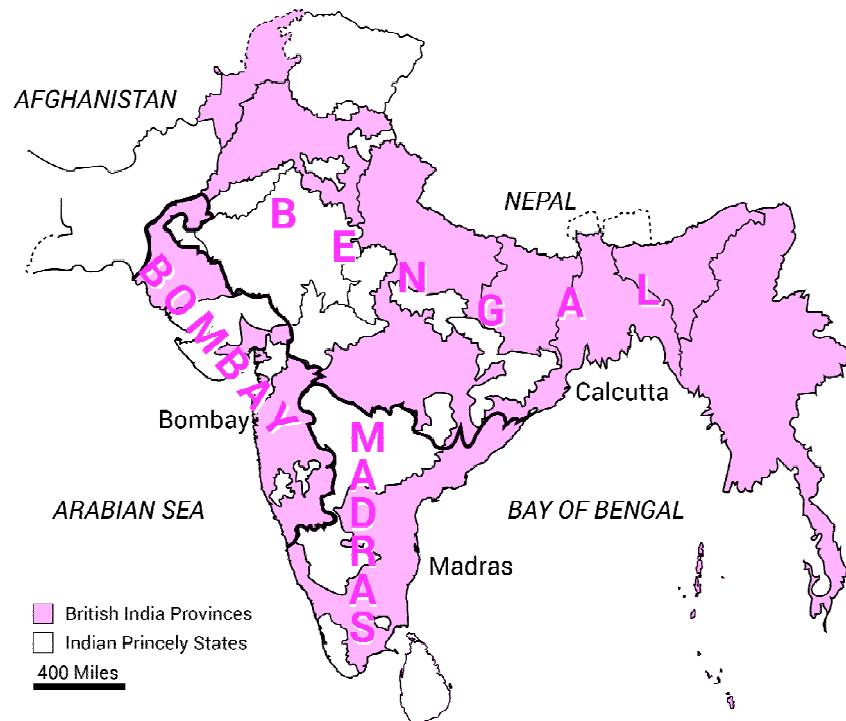 AFGHANISTAN
NEPAL
BENGAL
BOMBAY
Calcutta
Bombay
MADRAS
ARABIAN SEA
BAY OF BENGAL
Madras
British India Provinces
Indian Princely States
400 Miles